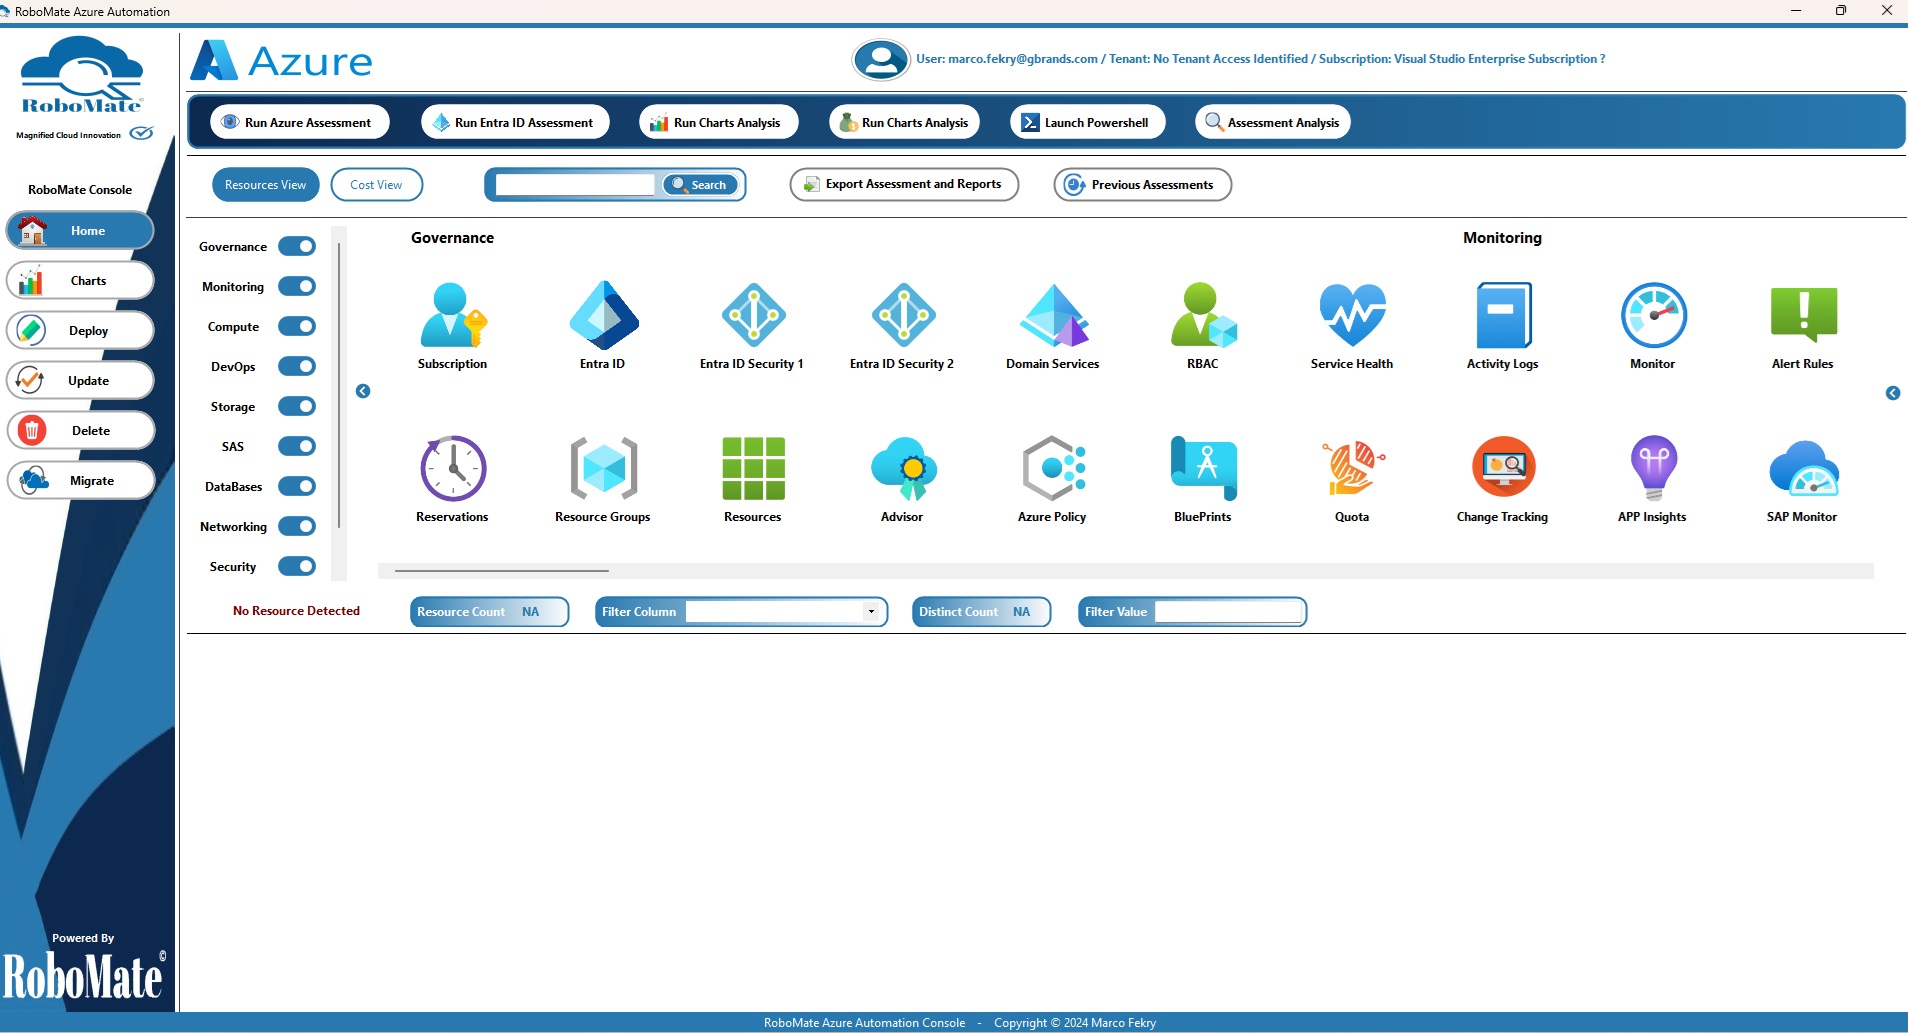 RoboMate Azure Automation
RoboMate©
Magnified Cloud Innovation
Azure
User: marco.fekry@gbrands.com / Tenant: No Tenant Access Identified / Subscription: Visual Studio Enterprise Subscription ?
Run Azure Assessment
Run Entra ID Assessment
Run Charts Analysis
Run Charts Analysis
Launch Powershell
Assessment Analysis
Resources View
Cost View
Search
Export Assessment and Reports
Previous Assessments
RoboMate Console
Home
Charts
Deploy
Update
Delete
Migrate
Governance
Monitoring
Compute
DevOps
Storage
SAS
DataBases
Networking
Security
Governance
Monitoring
Subscription
Entra ID
Entra ID Security 1
Entra ID Security 2
Domain Services
RBAC
Service Health
Activity Logs
Monitor
Alert Rules
Reservations
Resource Groups
Resources
Advisor
Azure Policy
BluePrints
Quota
Change Tracking
APP Insights
SAP Monitor
No Resource Detected
Resource Count NA
Filter Column
Distinct Count NA
Filter Value
Powered By
RoboMate©
RoboMate Azure Automation Console - Copyright © 2024 Marco Fekry